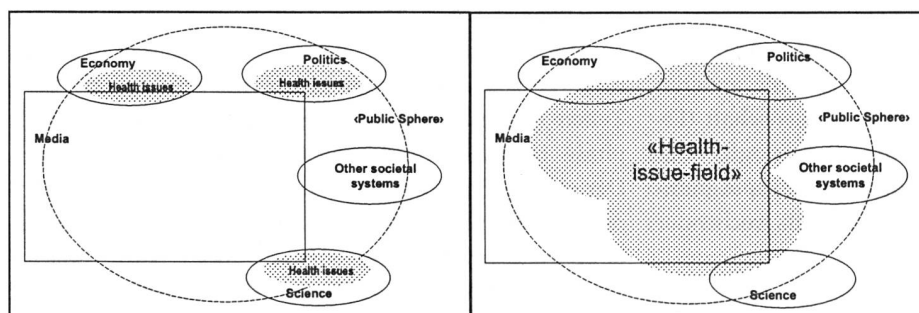 Economy
Health issues
Politics
Health issues
‹Public Sphere›
Media
Other societal
systems
Health issues
Science
Economy
Politics
‹Public Sphere›
Media
«Health-
issue-field»
Other societal
systems
Science